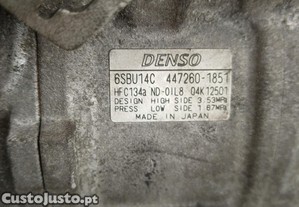 DENSO
6SBU14C 447260-1851
HFC134a ND-OIL8 04K12501
DESIGN HIGH SIDE 3.53MPa
PRESS LOW SIDE 1.67MPa
MADE IN JAPAN
CustoJusto.pt